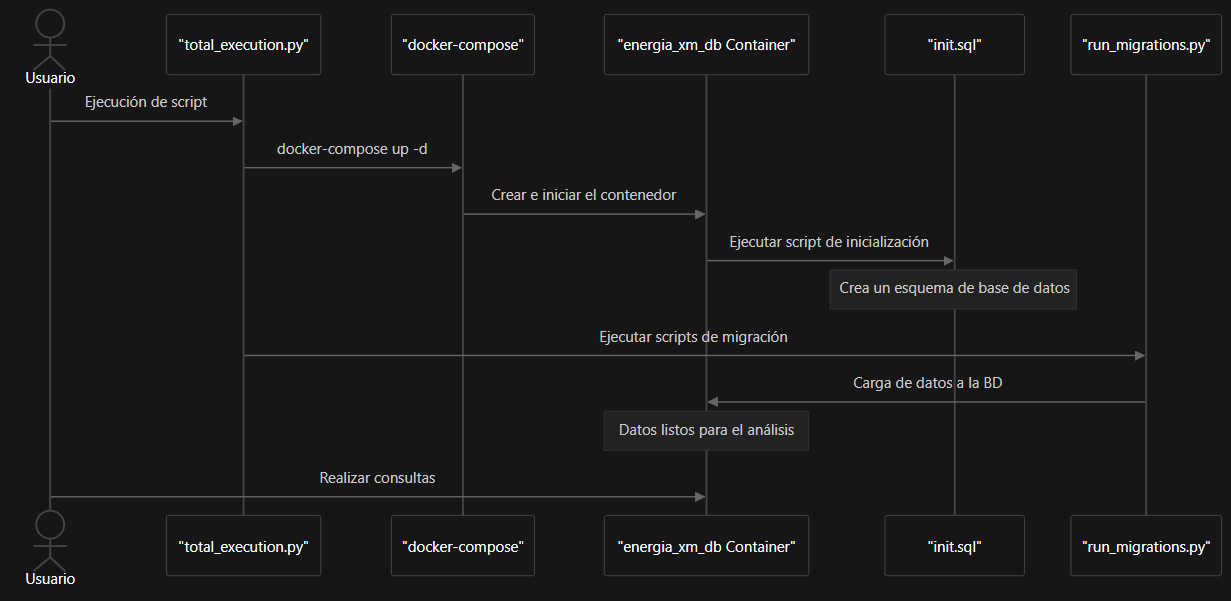 "total_execution.py"
"docker-compose"
"energia_xm_db Container"
"init.sql"
"run_migrations.py"
Usuario
Ejecución de script
docker-compose up -d
Crear e iniciar el contenedor
Ejecutar script de inicialización
Crea un esquema de base de datos
Ejecutar scripts de migración
Carga de datos a la BD
Datos listos para el análisis
Realizar consultas
"total_execution.py"
"docker-compose"
"energia_xm_db Container"
"init.sql"
"run_migrations.py"
Usuario